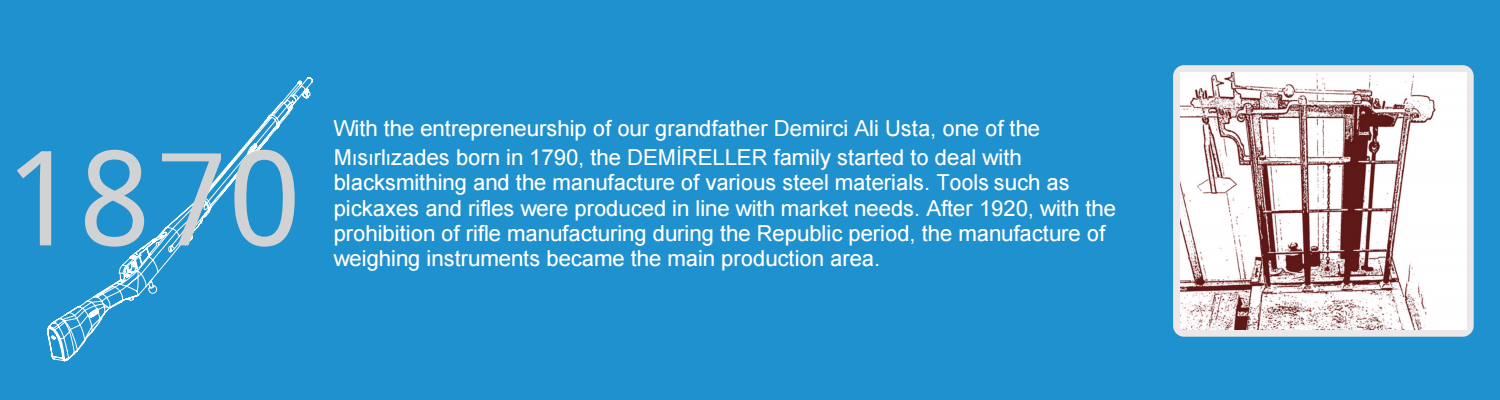 1870
With the entrepreneurship of our grandfather Demirci Ali Usta, one of the
Mısırlızades born in 1790, the DEMİRELLER family started to deal with
blacksmithing and the manufacture of various steel materials. Tools such as
pickaxes and rifles were produced in line with market needs. After 1920, with the
prohibition of rifle manufacturing during the Republic period, the manufacture of
weighing instruments became the main production area.